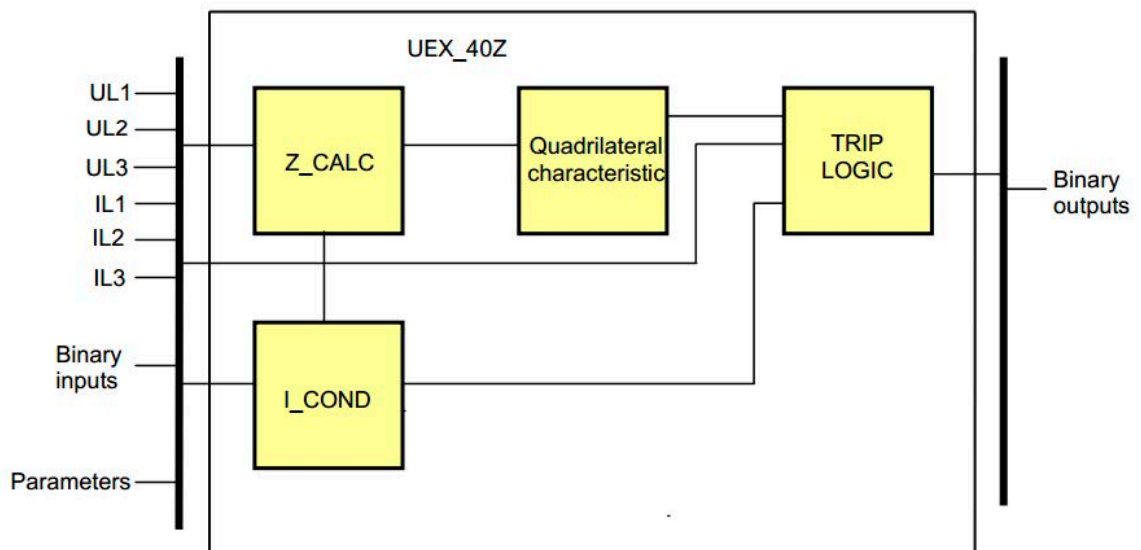 UEX_40Z
UL1
UL2
UL3
IL1
IL2
IL3
Binary
inputs
Parameters
Z_CALC
Quadrilateral
characteristic
TRIP
LOGIC
I_COND
Binary
outputs